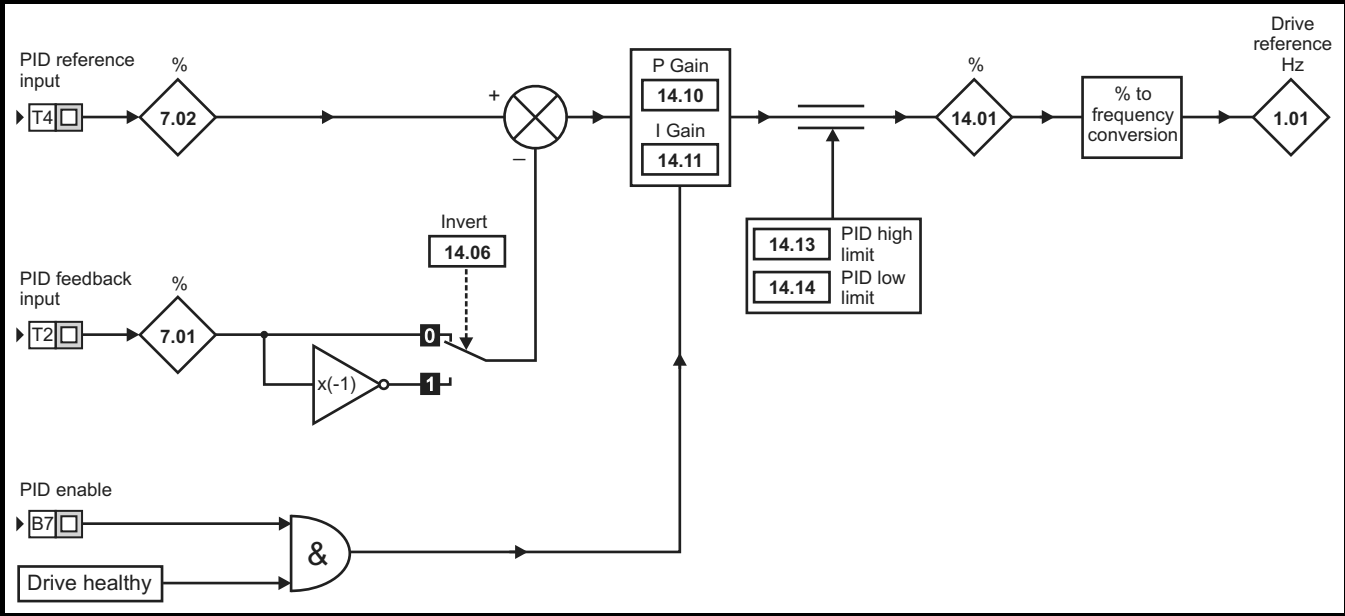 PID reference
input
T4
%
7.02
+
–
P Gain
14.10
I Gain
14.11
%
14.01
% to
frequency
conversion
Drive
reference
Hz
1.01
Invert
14.06
14.13
PID high
limit
14.14
PID low
limit
PID feedback
input
T2
%
7.01
x(-1)
0
1
PID enable
B7
&
Drive healthy